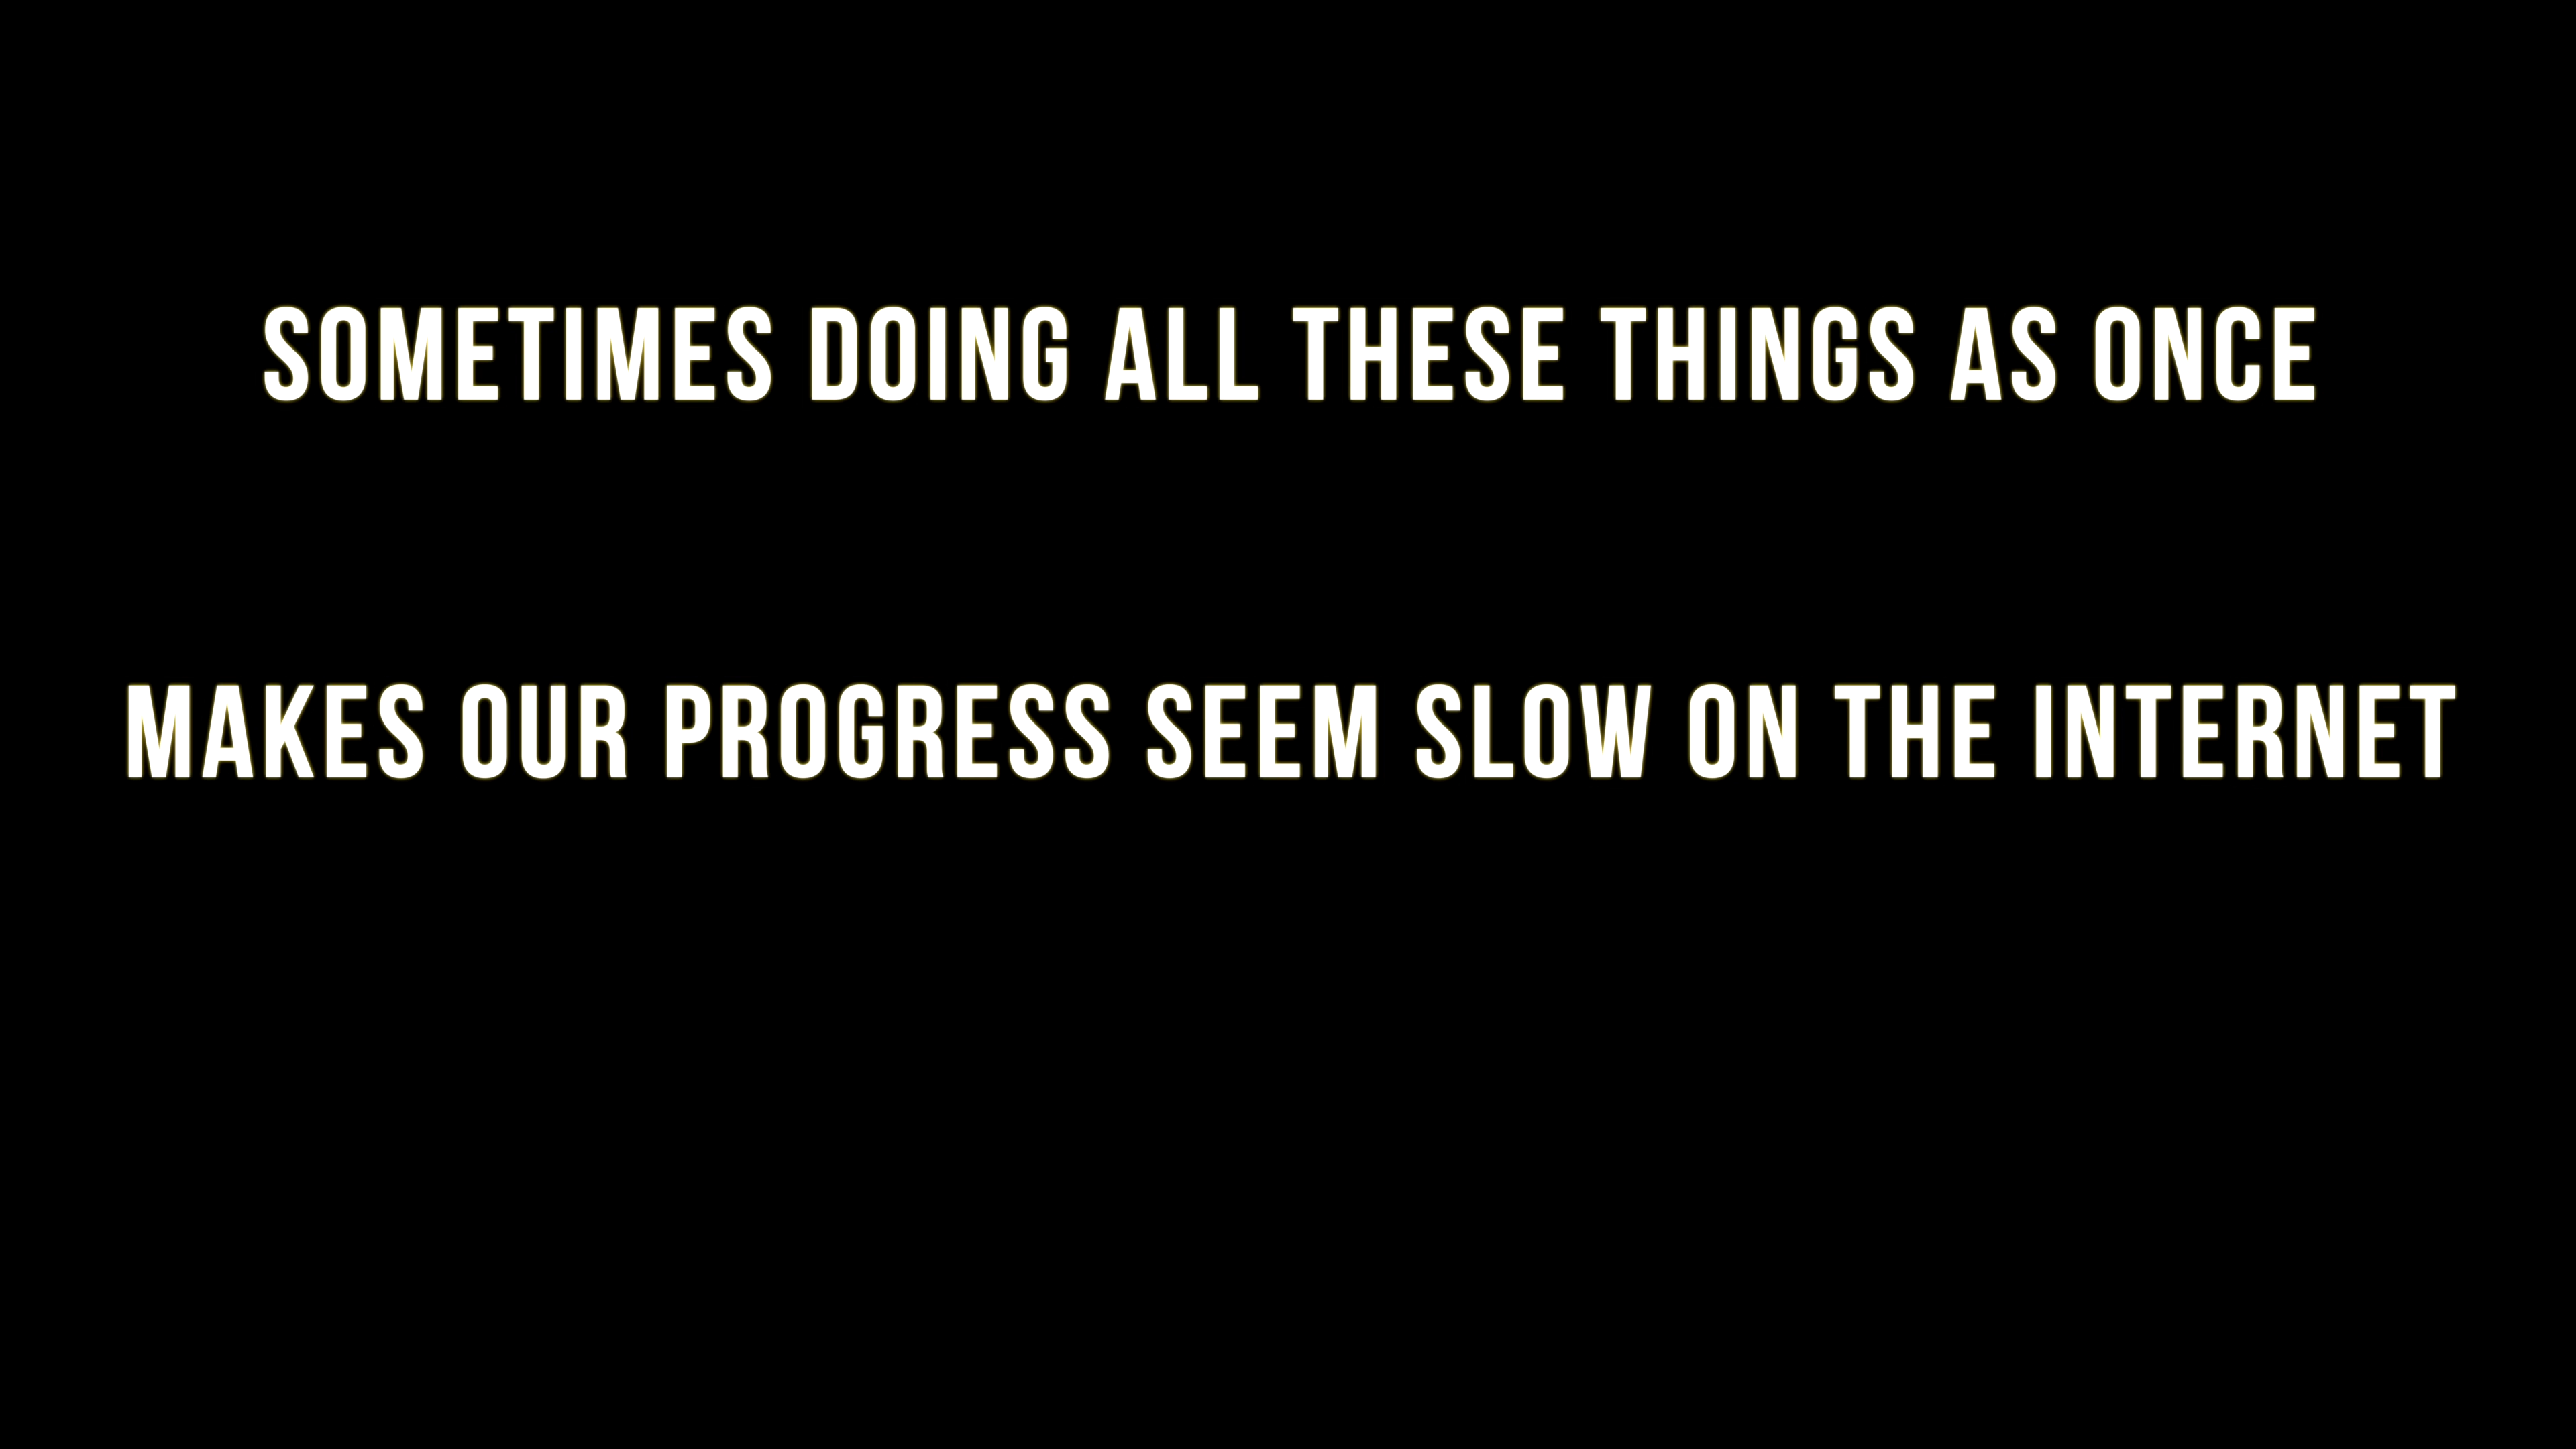 SOMETIMES DOING ALL THESE THINGS AS ONCE
MAKES OUR PROGRESS SEEM SLOW ON THE INTERNET